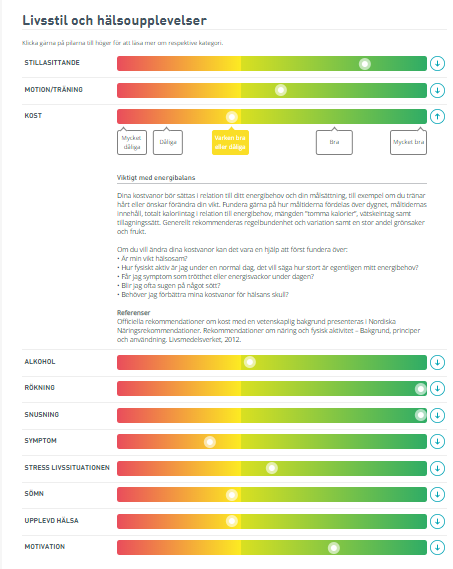 Livsstil och hälsoupplevelser
Klicka gärna på pilarna till höger för att läsa mer om respektive kategori.
STILLASITTANDE
MOTION/TRÄNING
KOST
Mycket dåliga
Dåliga
Varken bra eller dåliga
Bra
Mycket bra
Viktigt med energibalans
Dina kostvanor bör sättas i relation till ditt energibehov och din målsättning, till exempel om du tränar
hårt eller önskar förändra din vikt. Fundera gärna på hur måltiderna fördelas över dygnet, måltidernas
innehåll, totalt kaloriintag i relation till energibehov, mängden "tomma kalorier", vätskeintag samt
tillagningssätt. Generellt rekommenderas regelbundenhet och variation samt en stor andel grönsaker
och frukt.
Om du vill ändra dina kostvanor kan det vara en hjälp att först fundera över:
• Är min vikt hälsosam?
• Hur fysiskt aktiv är jag under en normal dag, det vill säga hur stort är egentligen mitt energibehov?
• Får jag symptom som trötthet eller energisvackor under dagen?
• Blir jag ofta sugen på något sött?
• Behöver jag förbättra mina kostvanor för hälsans skull?
Referenser
Officiella rekommendationer om kost med en vetenskaplig bakgrund presenteras i Nordiska
Näringsrekommendationer. Rekommendationer om näring och fysisk aktivitet – Bakgrund, principer
och användning. Livsmedelsverket, 2012.
ALKOHOL
RÖKNING
SNUSNING
SYMPTOM
STRESS LIVSSITUATIONEN
SÖMN
UPPLEVD HÄLSA
MOTIVATION